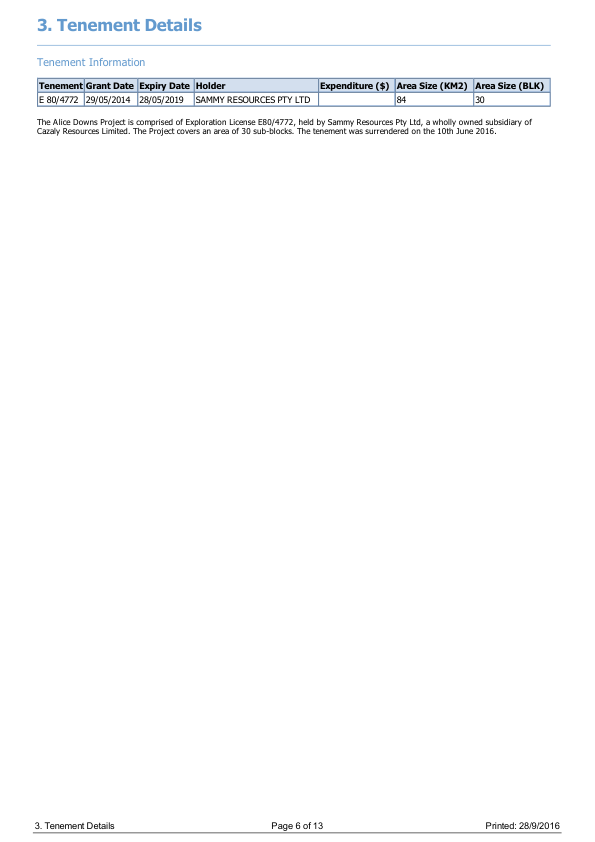 3. Tenement Details
Tenement Information
Tenement Grant Date Expiry Date Holder Expenditure ($) Area Size (KM2) Area Size (BLK)
E 80/4772 29/05/2014 28/05/2019 SAMMY RESOURCES PTY LTD 84 30
The Alice Downs Project is comprised of Exploration License E80/4772, held by Sammy Resources Pty Ltd, a wholly owned subsidiary of
Cazaly Resources Limited. The Project covers an area of 30 sub-blocks. The tenement was surrendered on the 10th June 2016.
3. Tenement Details Page 6 of 13 Printed: 28/9/2016